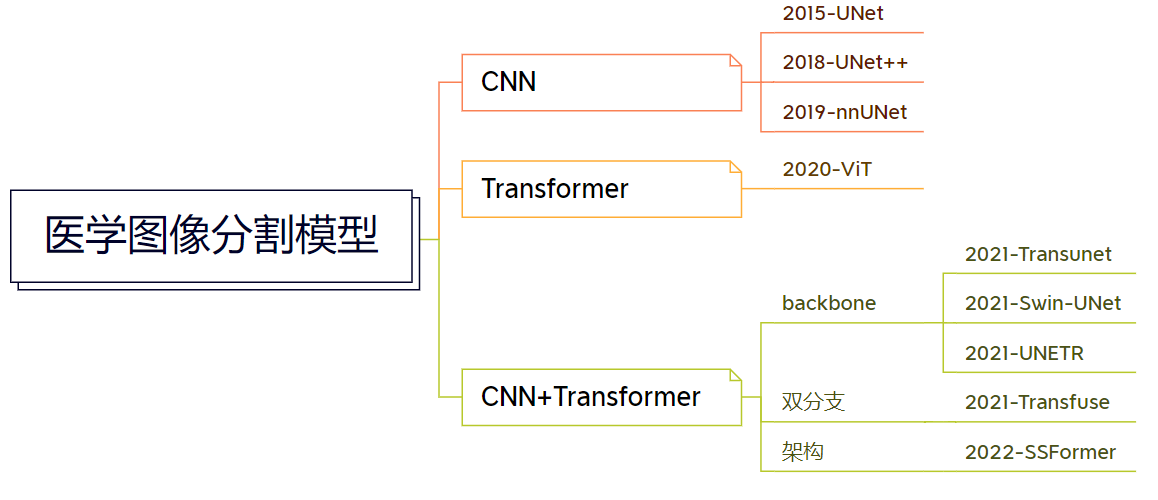 医学图像分割模型
CNN
2015-UNet
2018-UNet++
2019-nnUNet
Transformer
2020-ViT
CNN+Transformer
backbone
2021-Transunet
2021-Swin-UNet
2021-UNETR
双分支
2021-Transfuse
架构
2022-SSFormer